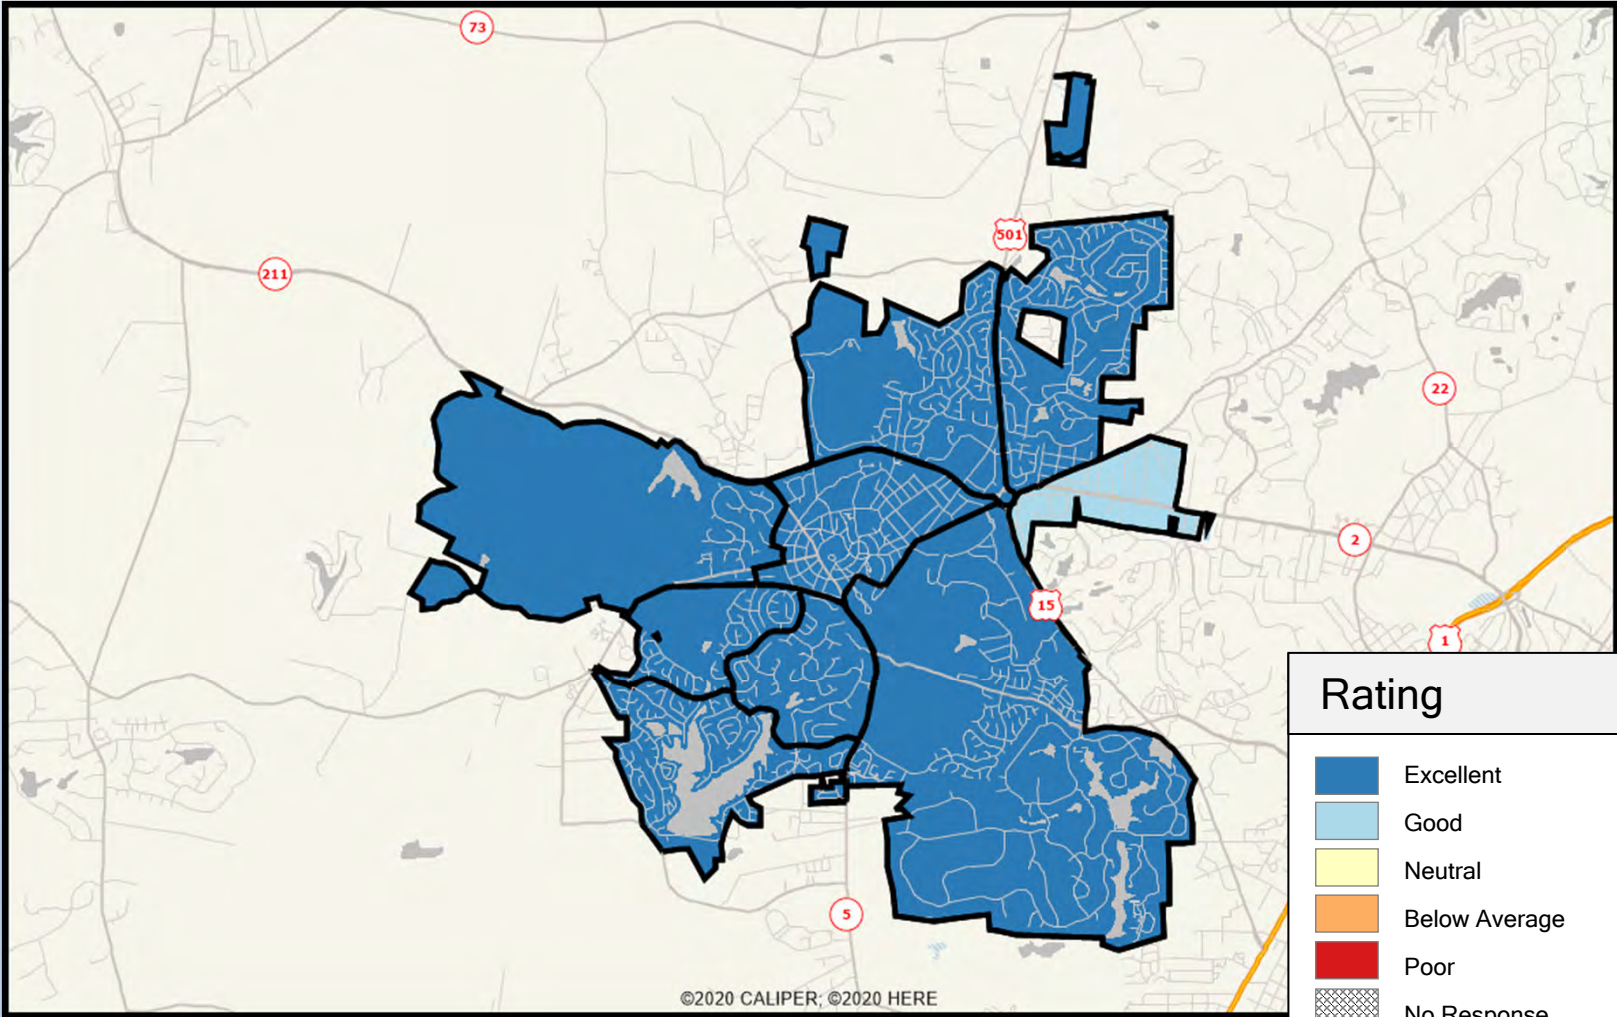 73
501
211
22
2
15
1
Rating
Excellent
Good
Neutral
Below Average
Poor
No Response
5
©2020 CALIPER; ©2020 HERE